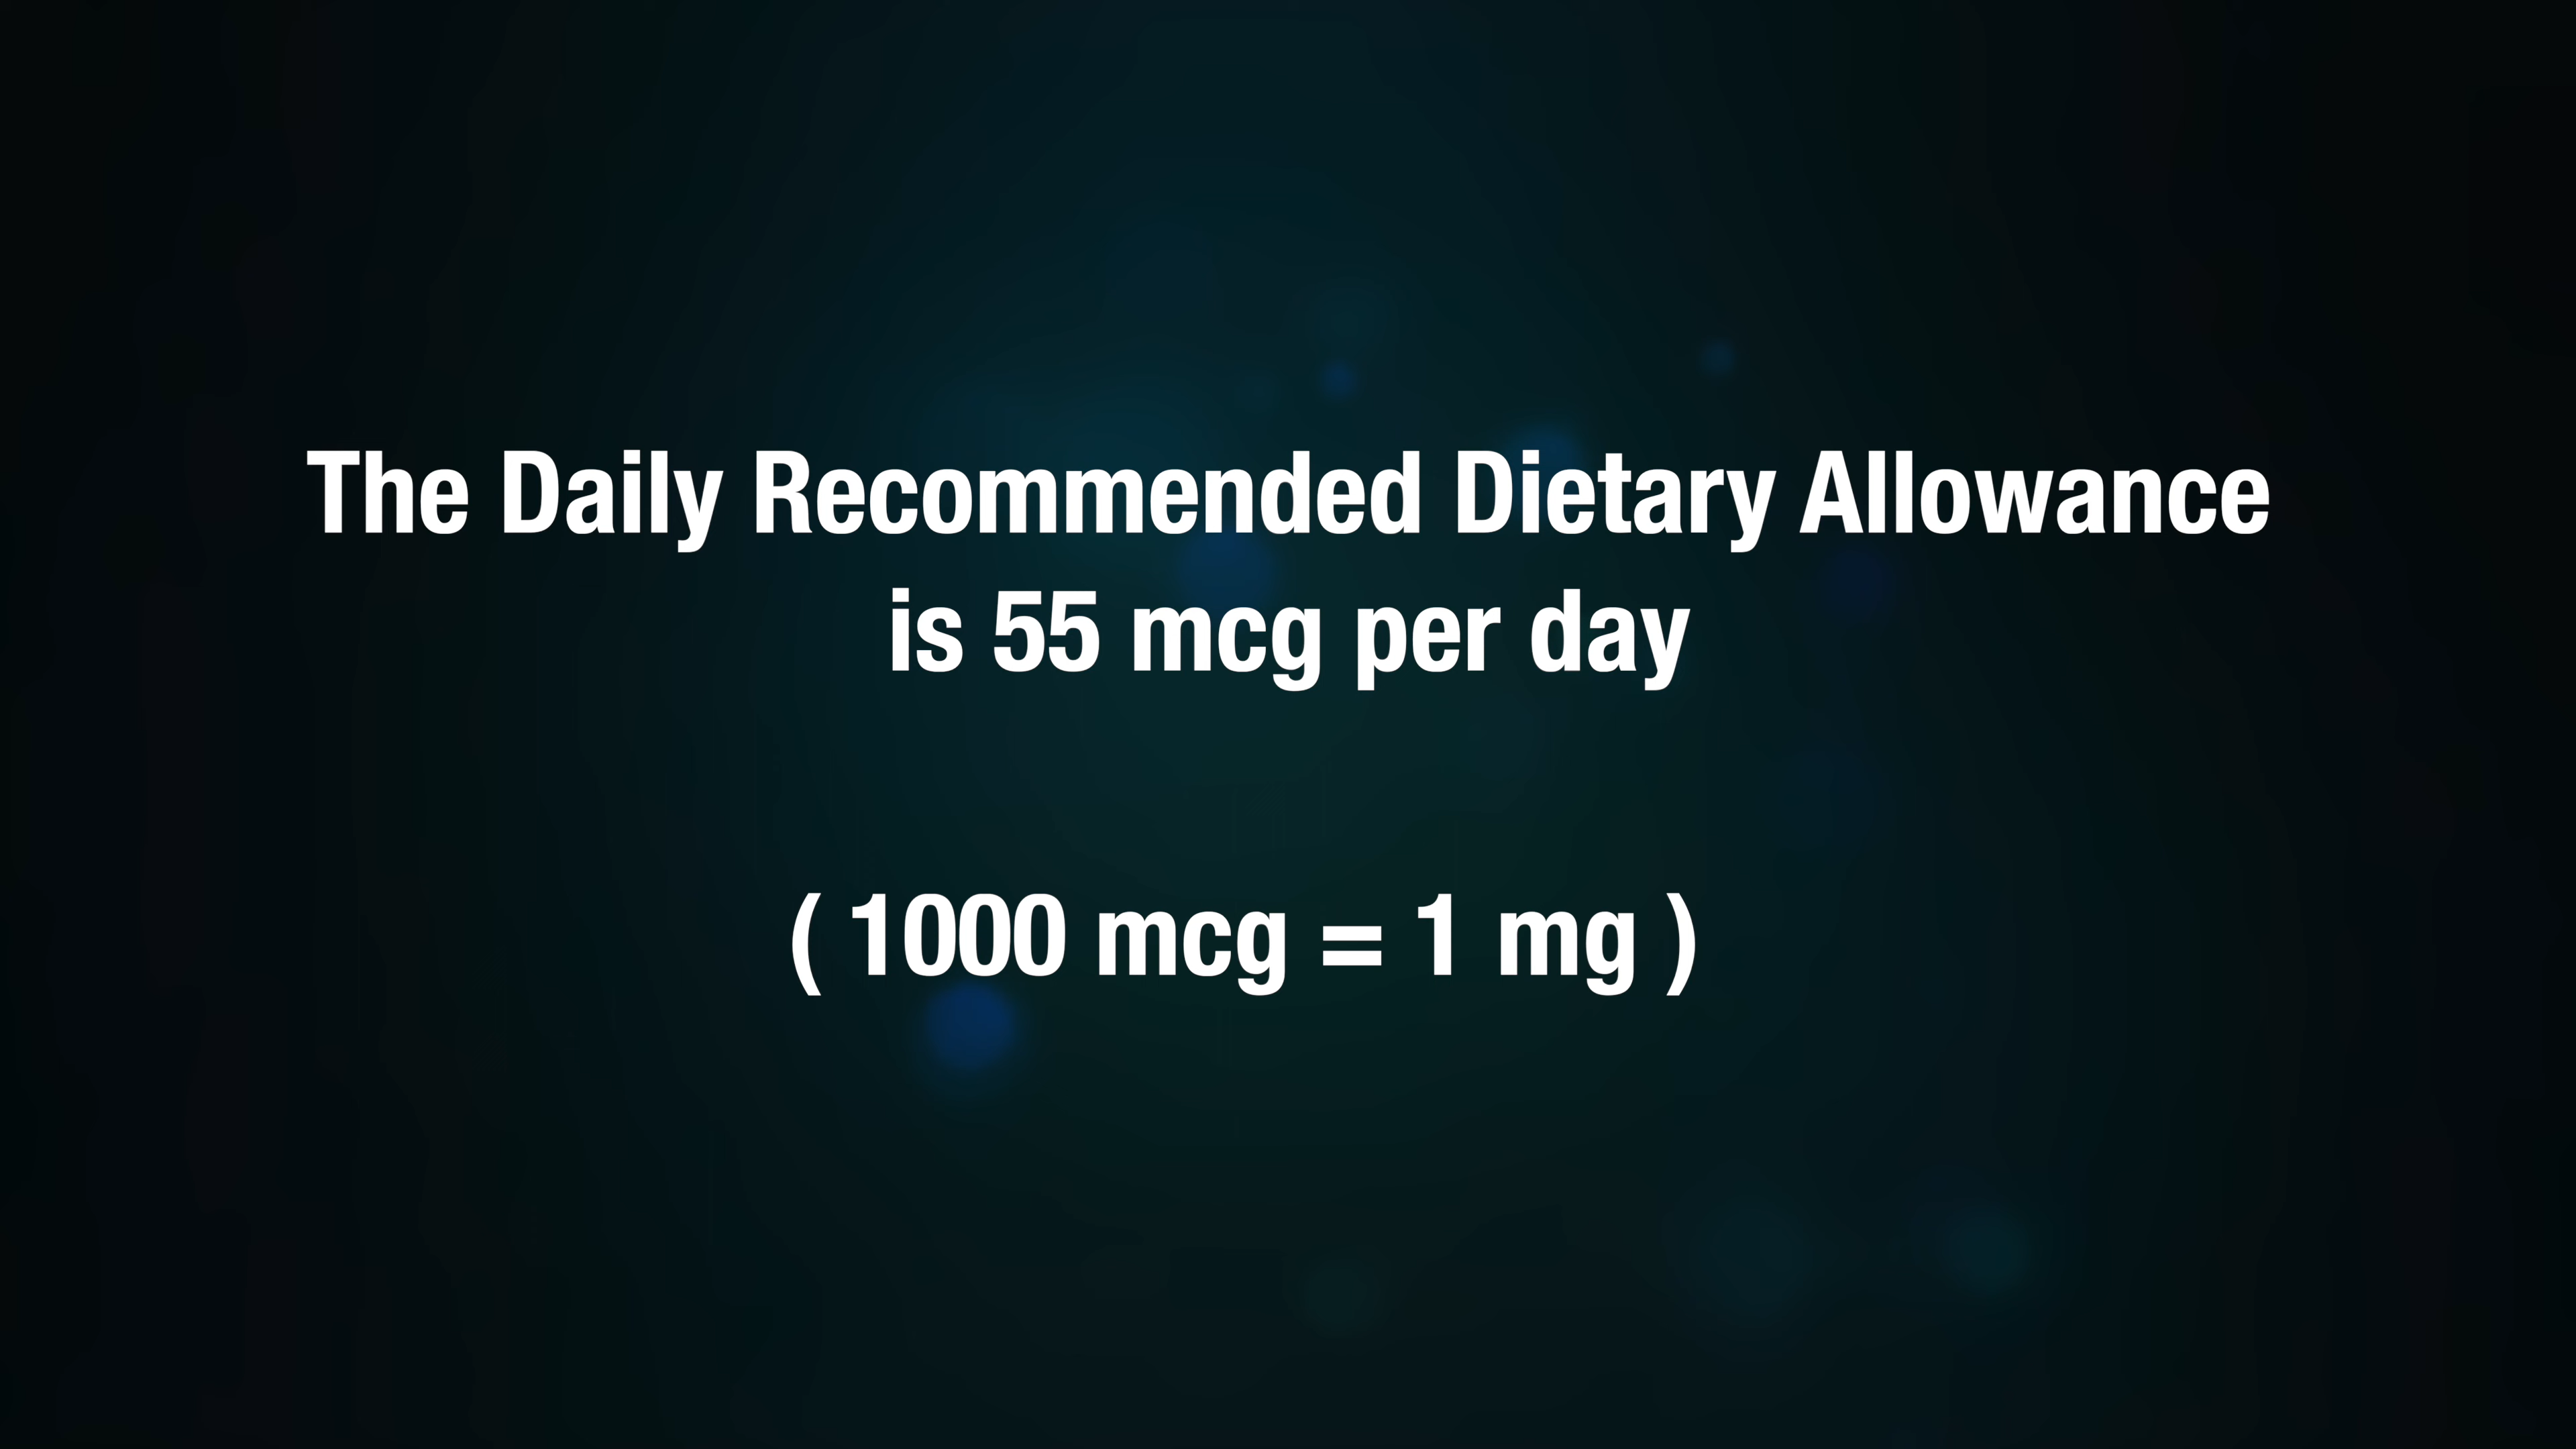 The Daily Recommended Dietary Allowance
is 55 mcg per day
( 1000 mcg = 1 mg )